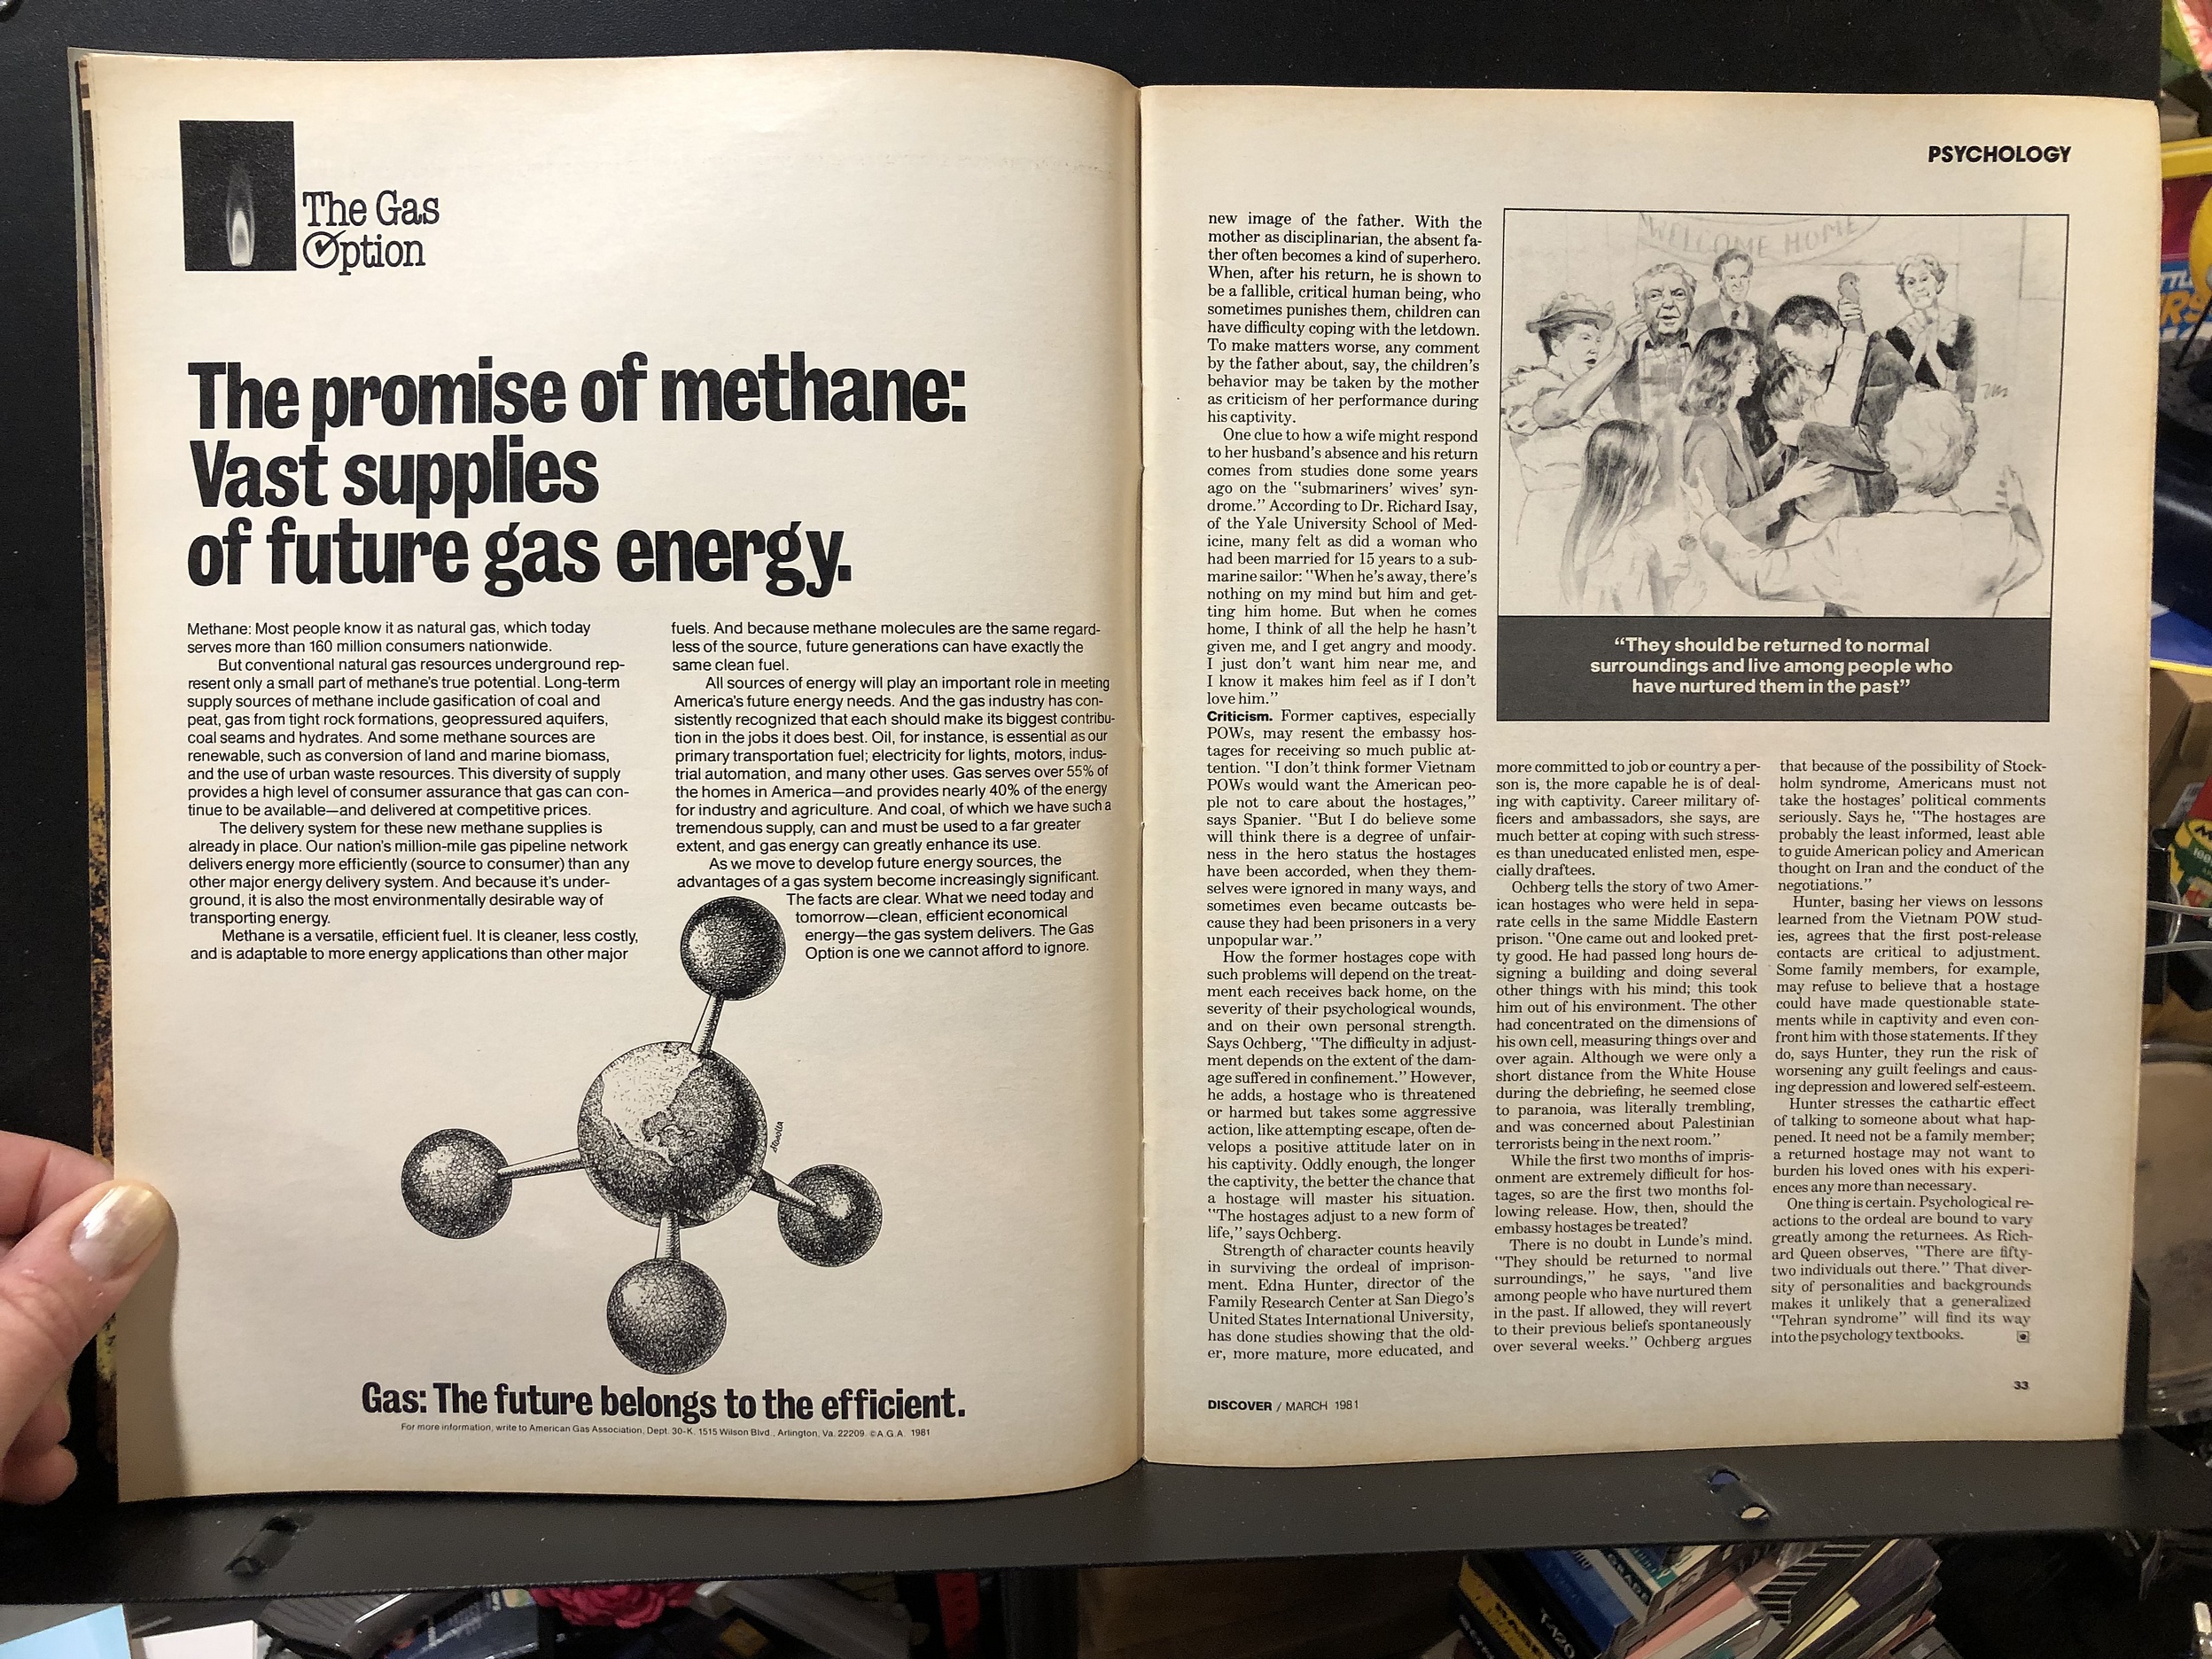 The Gas
Option
The promise of methane:
Vast supplies
of future gas energy.
Methane: Most people know it as natural gas, which today
serves more than 160 million consumers nationwide.
But conventional natural gas resources underground rep-
resent only a small part of methane's true potential. Long-term
supply sources of methane include gasification of coal and
peat, gas from tight rock formations, geopressured aquifers,
coal seams and hydrates. And some methane sources are
renewable, such as conversion of land and marine biomass,
and the use of urban waste resources. This diversity of supply
provides a high level of consumer assurance that gas can con-
tinue to be available—and delivered at competitive prices.
The delivery system for these new methane supplies is
already in place. Our nation's million-mile gas pipeline network
delivers energy more efficiently (source to consumer) than any
other major energy delivery system. And because it's under-
ground, it is also the most environmentally desirable way of
transporting energy.
Methane is a versatile, efficient fuel. It is cleaner, less costly,
and is adaptable to more energy applications than other major
fuels. And because methane molecules are the same regard-
less of the source, future generations can have exactly the
same clean fuel.
All sources of energy will play an important role in meeting
America's future energy needs. And the gas industry has con-
sistently recognized that each should make its biggest contribu-
tion in the jobs it does best. Oil, for instance, is essential as our
primary transportation fuel; electricity for lights, motors, indus-
trial automation, and many other uses. Gas serves over 55% of
the homes in America—and provides nearly 40% of the energy
for industry and agriculture. And coal, of which we have such a
tremendous supply, can and must be used to a far greater
extent, and gas energy can greatly enhance its use.
As we move to develop future energy sources, the
advantages of a gas system become increasingly significant.
The facts are clear. What we need today and
tomorrow—clean, efficient economical
energy—the gas system delivers. The Gas
Option is one we cannot afford to ignore.
Gas: The future belongs to the efficient.
For more information, write to American Gas Association, Dept. 30-K, 1515 Wilson Blvd., Arlington, Va. 22209. ©A.G.A. 1981
PSYCHOLOGY
new image of the father. With the
mother as disciplinarian, the absent fa-
ther often becomes a kind of superhero.
When, after his return, he is shown to
be a fallible, critical human being, who
sometimes punishes them, children can
have difficulty coping with the letdown.
To make matters worse, any comment
by the father about, say, the children's
behavior may be taken by the mother
as criticism of her performance during
his captivity.
One clue to how a wife might respond
to her husband's absence and his return
comes from studies done some years
ago on the "submariners' wives' syn-
drome." According to Dr. Richard Isay,
of the Yale University School of Med-
icine, many felt as did a woman who
had been married for 15 years to a sub-
marine sailor: "When he's away, there's
nothing on my mind but him and get-
ting him home. But when he comes
home, I think of all the help he hasn't
given me, and I get angry and moody.
I just don't want him near me, and
I know it makes him feel as if I don't
love him."
Criticism. Former captives, especially
POWs, may resent the embassy hos-
tages for receiving so much public at-
tention. "I don't think former Vietnam
POWs would want the American peo-
ple not to care about the hostages,"
says Spanier. "But I do believe some
will think there is a degree of unfair-
ness in the hero status the hostages
have been accorded, when they them-
selves were ignored in many ways, and
sometimes even became outcasts be-
cause they had been prisoners in a very
unpopular war."
How the former hostages cope with
such problems will depend on the treat-
ment each receives back home, on the
severity of their psychological wounds,
and on their own personal strength.
Says Ochberg, "The difficulty in adjust-
ment depends on the extent of the dam-
age suffered in confinement." However,
he adds, a hostage who is threatened
or harmed but takes some aggressive
action, like attempting escape, often de-
velops a positive attitude later on in
his captivity. Oddly enough, the longer
the captivity, the better the chance that
a hostage will master his situation.
"The hostages adjust to a new form of
life," says Ochberg.
Strength of character counts heavily
in surviving the ordeal of imprison-
ment. Edna Hunter, director of the
Family Research Center at San Diego's
United States International University,
has done studies showing that the old-
er, more mature, more educated, and
WELCOME HOME
"They should be returned to normal
surroundings and live among people who
have nurtured them in the past"
more committed to job or country a per-
son is, the more capable he is of deal-
ing with captivity. Career military of-
ficers and ambassadors, she says, are
much better at coping with such stress-
es than uneducated enlisted men, espe-
cially draftees.
Ochberg tells the story of two Amer-
ican hostages who were held in sepa-
rate cells in the same Middle Eastern
prison. "One came out and looked pret-
ty good. He had passed long hours de-
signing a building and doing several
other things with his mind; this took
him out of his environment. The other
had concentrated on the dimensions of
his own cell, measuring things over and
over again. Although we were only a
short distance from the White House
during the debriefing, he seemed close
to paranoia, was literally trembling,
and was concerned about Palestinian
terrorists being in the next room."
While the first two months of impris-
onment are extremely difficult for hos-
tages, so are the first two months fol-
lowing release. How, then, should the
embassy hostages be treated?
There is no doubt in Lunde's mind.
"They should be returned to normal
surroundings," he says, "and live
among people who have nurtured them
in the past. If allowed, they will revert
to their previous beliefs spontaneously
over several weeks." Ochberg argues
that because of the possibility of Stock-
holm syndrome, Americans must not
take the hostages' political comments
seriously. Says he, "The hostages are
probably the least informed, least able
to guide American policy and American
thought on Iran and the conduct of the
negotiations."
Hunter, basing her views on lessons
learned from the Vietnam POW stud-
ies, agrees that the first post-release
contacts are critical to adjustment.
Some family members, for example,
may refuse to believe that a hostage
could have made questionable state-
ments while in captivity and even con-
front him with those statements. If they
do, says Hunter, they run the risk of
worsening any guilt feelings and caus-
ing depression and lowered self-esteem.
Hunter stresses the cathartic effect
of talking to someone about what hap-
pened. It need not be a family member;
a returned hostage may not want to
burden his loved ones with his experi-
ences any more than necessary.
One thing is certain. Psychological re-
actions to the ordeal are bound to vary
greatly among the returnees. As Rich-
ard Queen observes, "There are fifty-
two individuals out there." That diver-
sity of personalities and backgrounds
makes it unlikely that a generalized
"Tehran syndrome" will find its way
into the psychology textbooks.
33
DISCOVER / MARCH 1981
T-120